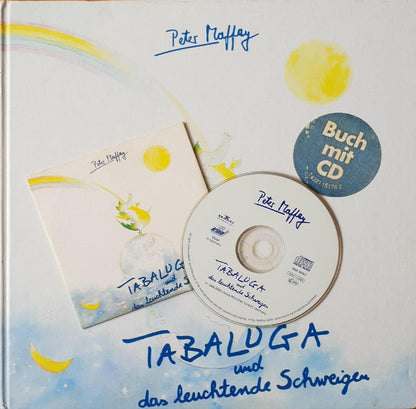 Peter Maffay
Buch
mit
CD
Peter Maffay
TABALUGA
und
das leuchtende Schweigen
Peter Maffay
TABALUGA
und
das leuchtende Schweigen
TABALUGA
und
das leuchtende Schweigen